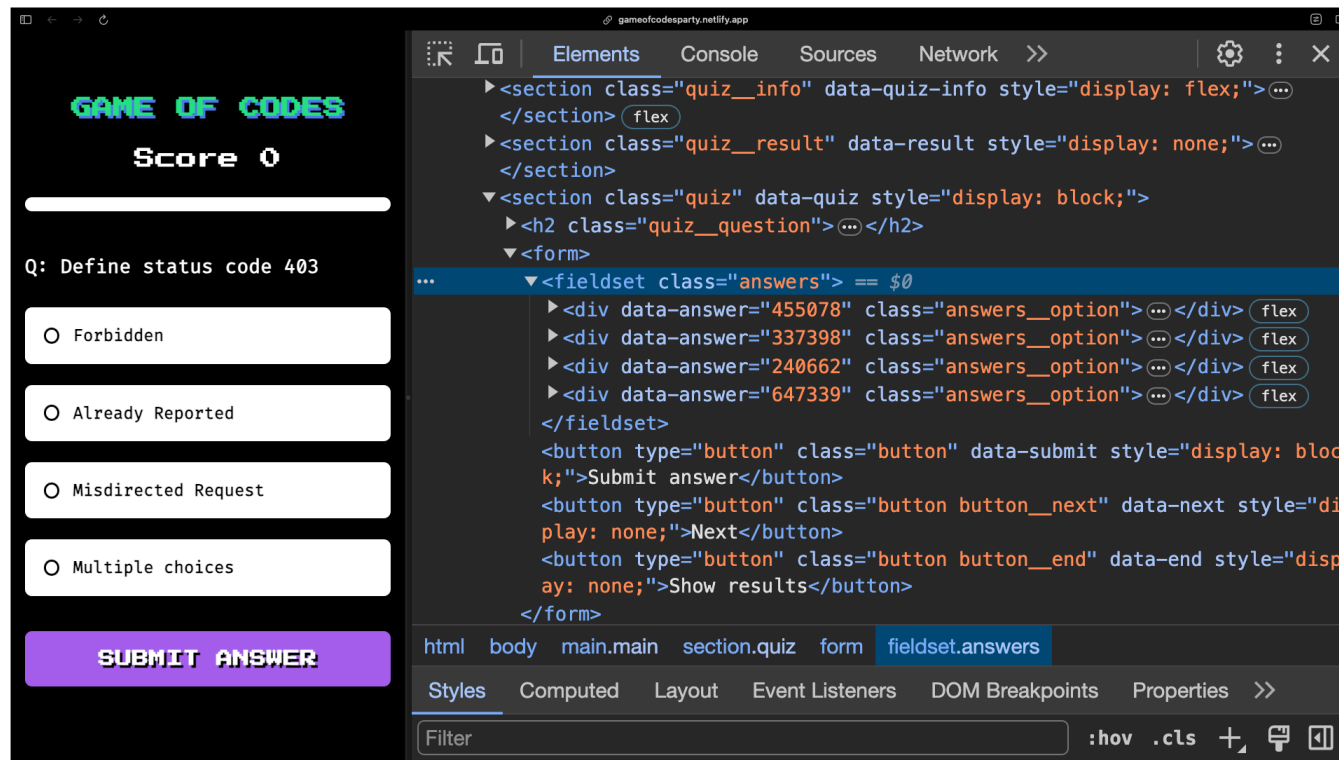 gameofcodesparty.netlify.app
GAME OF CODES
Score 0
Q: Define status code 403
Forbidden
Already Reported
Misdirected Request
Multiple choices
SUBMIT ANSWER
Elements Console Sources Network
<section class="quiz__info" data-quiz-info style="display: flex;">
</section> flex
<section class="quiz__result" data-result style="display: none;">
</section>
<section class="quiz" data-quiz style="display: block;">
<h2 class="quiz__question">…</h2>
<form>
… <fieldset class="answers"> == $0
<div data-answer="455078" class="answers__option">…</div> flex
<div data-answer="337398" class="answers__option">…</div> flex
<div data-answer="240662" class="answers__option">…</div> flex
<div data-answer="647339" class="answers__option">…</div> flex
</fieldset>
<button type="button" class="button" data-submit style="display: bloc
k;">Submit answer</button>
<button type="button" class="button button__next" data-next style="di
play: none;">Next</button>
<button type="button" class="button button__end" data-end style="disp
ay: none;">Show results</button>
</form>
html body main.main section.quiz form fieldset.answers
Styles Computed Layout Event Listeners DOM Breakpoints Properties
Filter :hov .cls